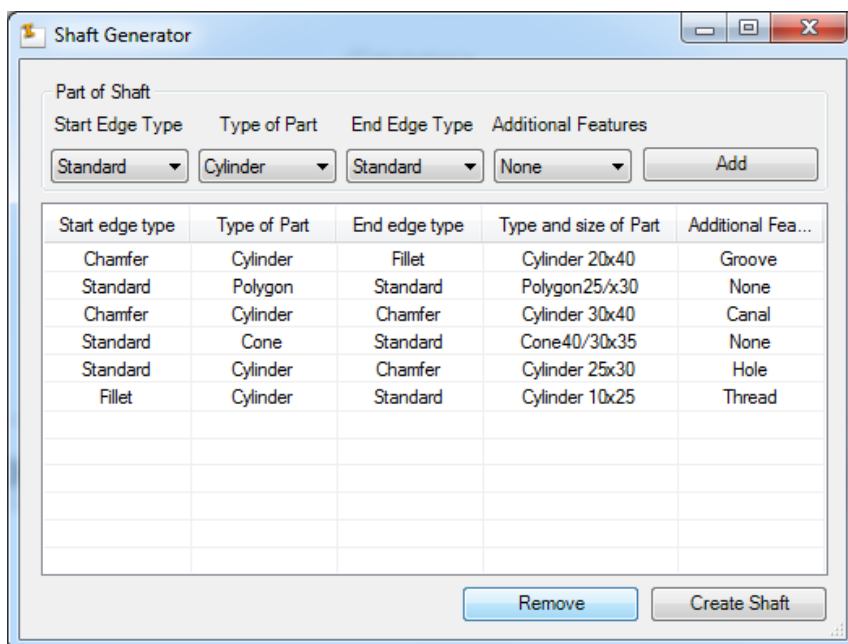 Shaft Generator
Part of Shaft
Start Edge Type Type of Part End Edge Type Additional Features
Standard Cylinder Standard None Add
Start edge type Type of Part End edge type Type and size of Part Additional Fea...
Chamfer Cylinder Fillet Cylinder 20x40 Groove
Standard Polygon Standard Polygon25/x30 None
Chamfer Cylinder Chamfer Cylinder 30x40 Canal
Standard Cone Standard Cone40/30x35 None
Standard Cylinder Chamfer Cylinder 25x30 Hole
Fillet Cylinder Standard Cylinder 10x25 Thread
Remove Create Shaft